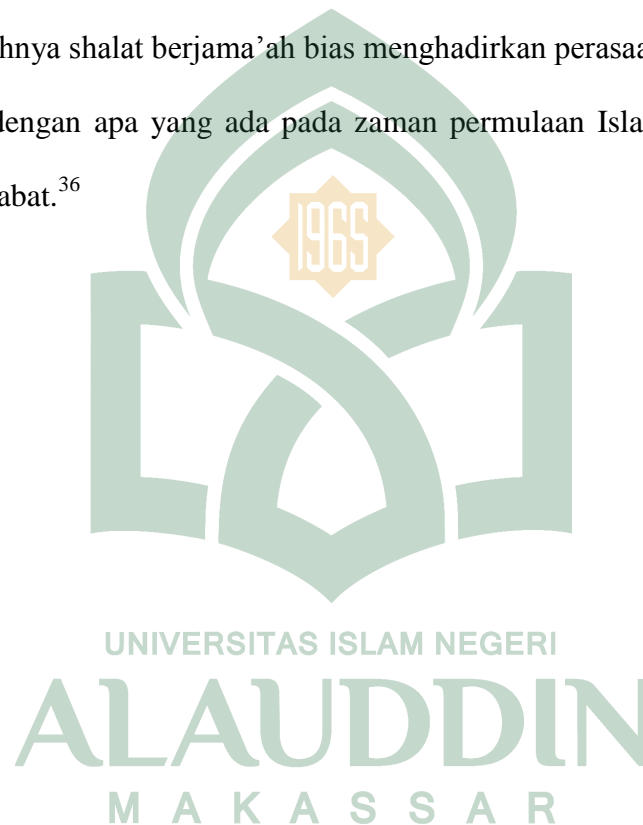 hnya shalat berjama’ah bias menghadirkan perasaa
dengan apa yang ada pada zaman permulaan Isla
abat.36
1965
UNIVERSITAS ISLAM NEGERI
ALAUDDIN
MAKASSAR